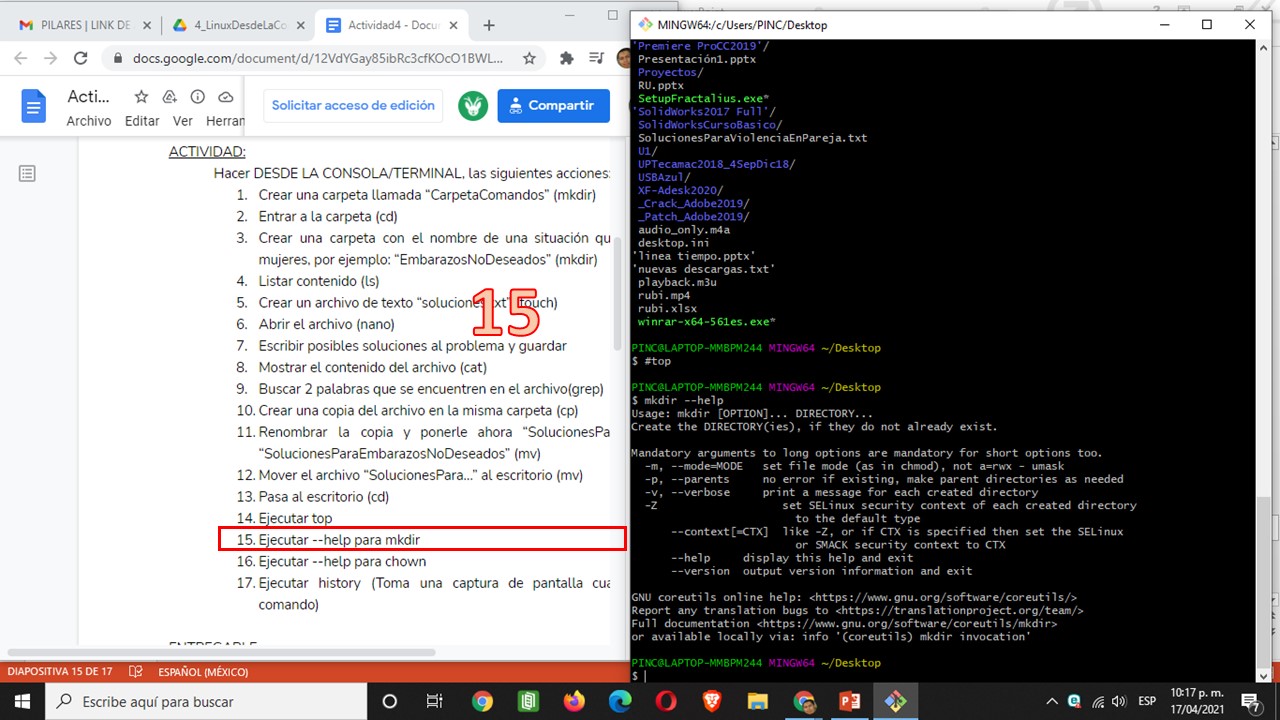 PILARES | LINK DE
4_LinuxDesdeLaCo
Actividad4 - Docu
docs.google.com/document/d/12VdYGay85ibRc3cfKOcO1BWL...
Acti...
Archivo Editar Ver Herran
Solicitar acceso de edición
Compartir
ACTIVIDAD:
Hacer DESDE LA CONSOLA/TERMINAL, las siguientes acciones:
1. Crear una carpeta llamada “CarpetaComandos” (mkdir)
2. Entrar a la carpeta (cd)
3. Crear una carpeta con el nombre de una situación qu
mujeres, por ejemplo: “EmbarazosNoDeseados” (mkdir)
4. Listar contenido (ls)
5. Crear un archivo de texto “soluciones.txt” (touch)
15
6. Abrir el archivo (nano)
7. Escribir posibles soluciones al problema y guardar
8. Mostrar el contenido del archivo (cat)
9. Buscar 2 palabras que se encuentren en el archivo(grep)
10. Crear una copia del archivo en la misma carpeta (cp)
11. Renombrar la copia y ponerle ahora “SolucionesPa
“SolucionesParaEmbarazosNoDeseados” (mv)
12. Mover el archivo “SolucionesPara...” al escritorio (mv)
13. Pasa al escritorio (cd)
14. Ejecutar top
15. Ejecutar --help para mkdir
16. Ejecutar --help para chown
17. Ejecutar history (Toma una captura de pantalla cua
comando)
DIAPOSITIVA 15 DE 17 ESPAÑOL (MÉXICO)
MINGW64:/c/Users/PINC/Desktop
'Premiere ProCC2019'/
Presentación1.pptx
Proyectos/
RU.pptx
SetupFractalius.exe*
'SolidWorks2017 Full'/
SolidWorksCursoBasico/
SolucionesParaViolenciaEnPareja.txt
U1/
UPTecamac2018_4SepDic18/
USBAzul/
XF-Adesk2020/
_Crack_Adobe2019/
_Patch_Adobe2019/
audio_only.m4a
desktop.ini
'linea tiempo.pptx'
'nuevas descargas.txt'
playback.m3u
rubi.mp4
rubi.xlsx
winrar-x64-561es.exe*
PINC@LAPTOP-MMBPM244 MINGW64 ~/Desktop
$ #top
PINC@LAPTOP-MMBPM244 MINGW64 ~/Desktop
$ mkdir --help
Usage: mkdir [OPTION]... DIRECTORY...
Create the DIRECTORY(ies), if they do not already exist.
Mandatory arguments to long options are mandatory for short options too.
-m, --mode=MODE set file mode (as in chmod), not a=rwx - umask
-p, --parents no error if existing, make parent directories as needed
-v, --verbose print a message for each created directory
-Z set SELinux security context of each created directory
to the default type
--context[=CTX] like -Z, or if CTX is specified then set the SELinux
or SMACK security context to CTX
--help display this help and exit
--version output version information and exit
GNU coreutils online help: <https://www.gnu.org/software/coreutils/>
Report any translation bugs to <https://translationproject.org/team/>
Full documentation <https://www.gnu.org/software/coreutils/mkdir>
or available locally via: info '(coreutils) mkdir invocation'
PINC@LAPTOP-MMBPM244 MINGW64 ~/Desktop
$
Escribe aquí para buscar
ESP
10:17 p. m.
17/04/2021
7